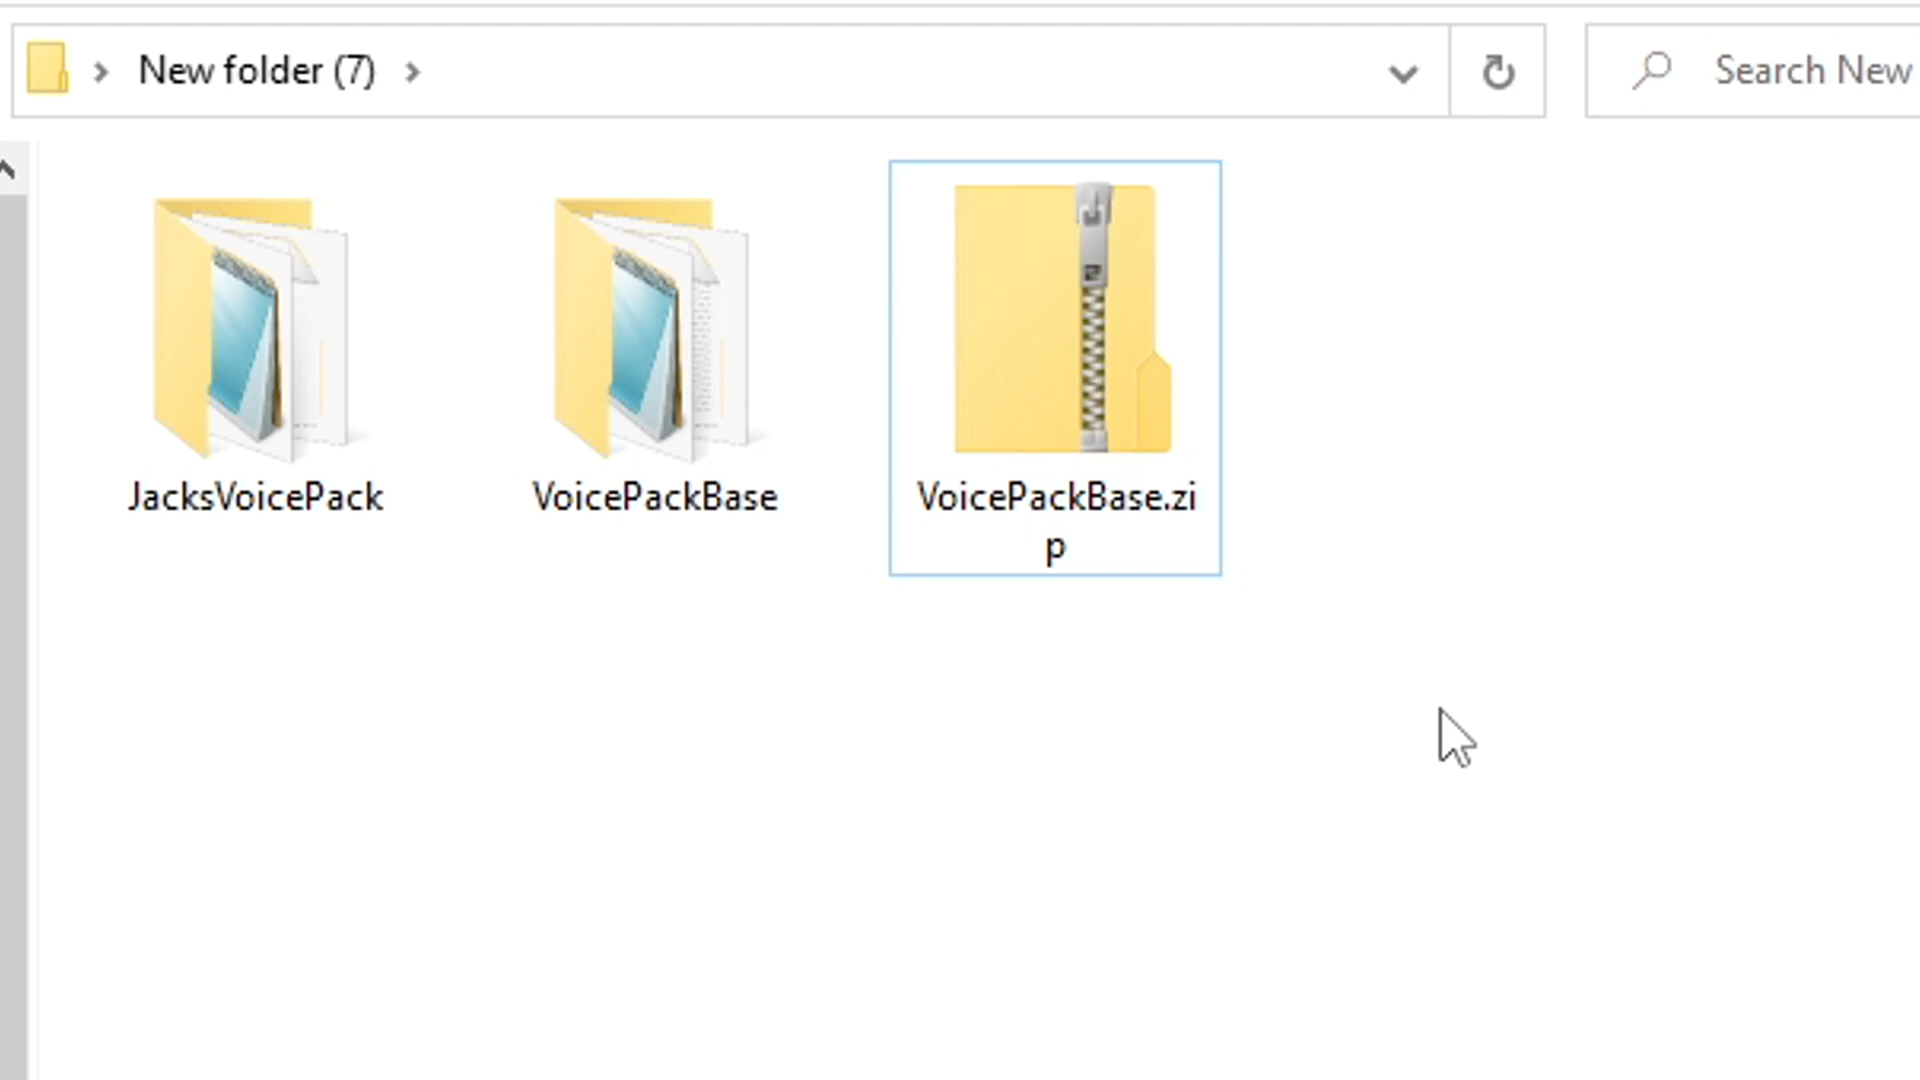 New folder (7)
Search New
JacksVoicePack
VoicePackBase
VoicePackBase.zi
p